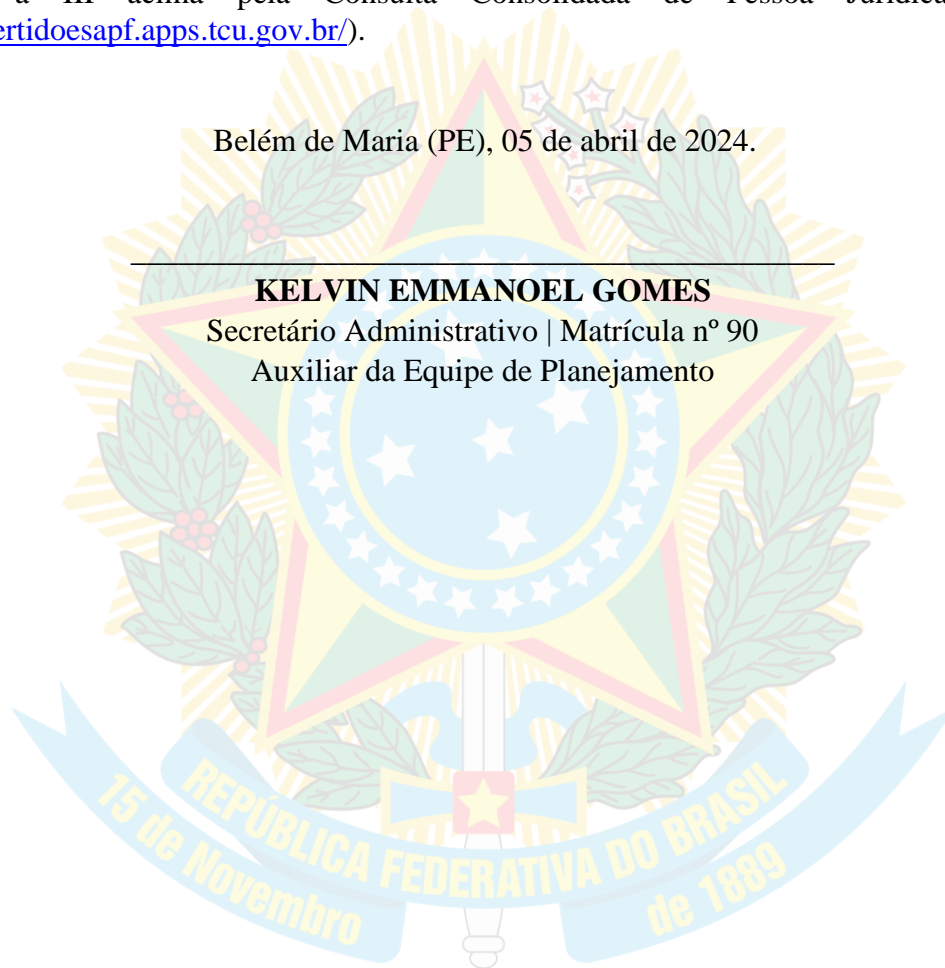 a III acima pela Consulta Consolidada de Pessoa Jurídica
ertidoesapf.apps.tcu.gov.br/).
Belém de Maria (PE), 05 de abril de 2024.
KELVIN EMMANOEL GOMES
Secretário Administrativo | Matrícula nº 90
Auxiliar da Equipe de Planejamento
REPÚBLICA FEDERATIVA DO BRASIL
15 de Novembro de 1889